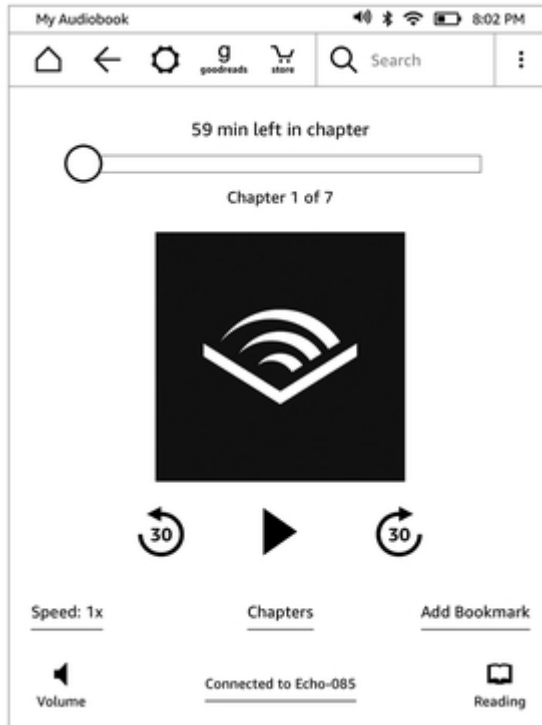 My Audiobook 8:02 PM
g
goodreads store Search
59 min left in chapter
Chapter 1 of 7
30 30
Speed: 1x Chapters Add Bookmark
Volume Connected to Echo-085 Reading